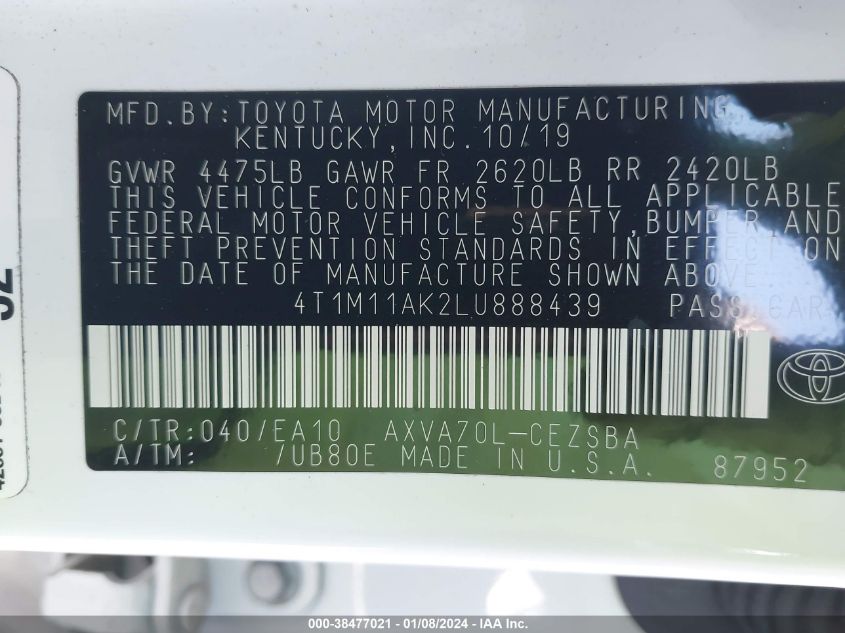 MFD.BY:TOYOTA MOTOR MANUFACTURING
KENTUCKY,INC.10/19
GVWR 4475LB GAWR FR 2620LB RR 2420LB
THIS VEHICLE CONFORMS TO ALL APPLICABLE
FEDERAL MOTOR VEHICLE SAFETY,BUMPER,AND
THEFT PREVENTION STANDARDS IN EFFECT ON
THE DATE OF MANUFACTURE SHOWN ABOVE.
4T1M11AK2LU888439 PASS.CAR
C/TR:040/EA10 AXVA70L-CEZSBA
A/TM: /UB80E MADE IN U.S.A. 87952
000-38477021 - 01/08/2024 - IAA Inc.